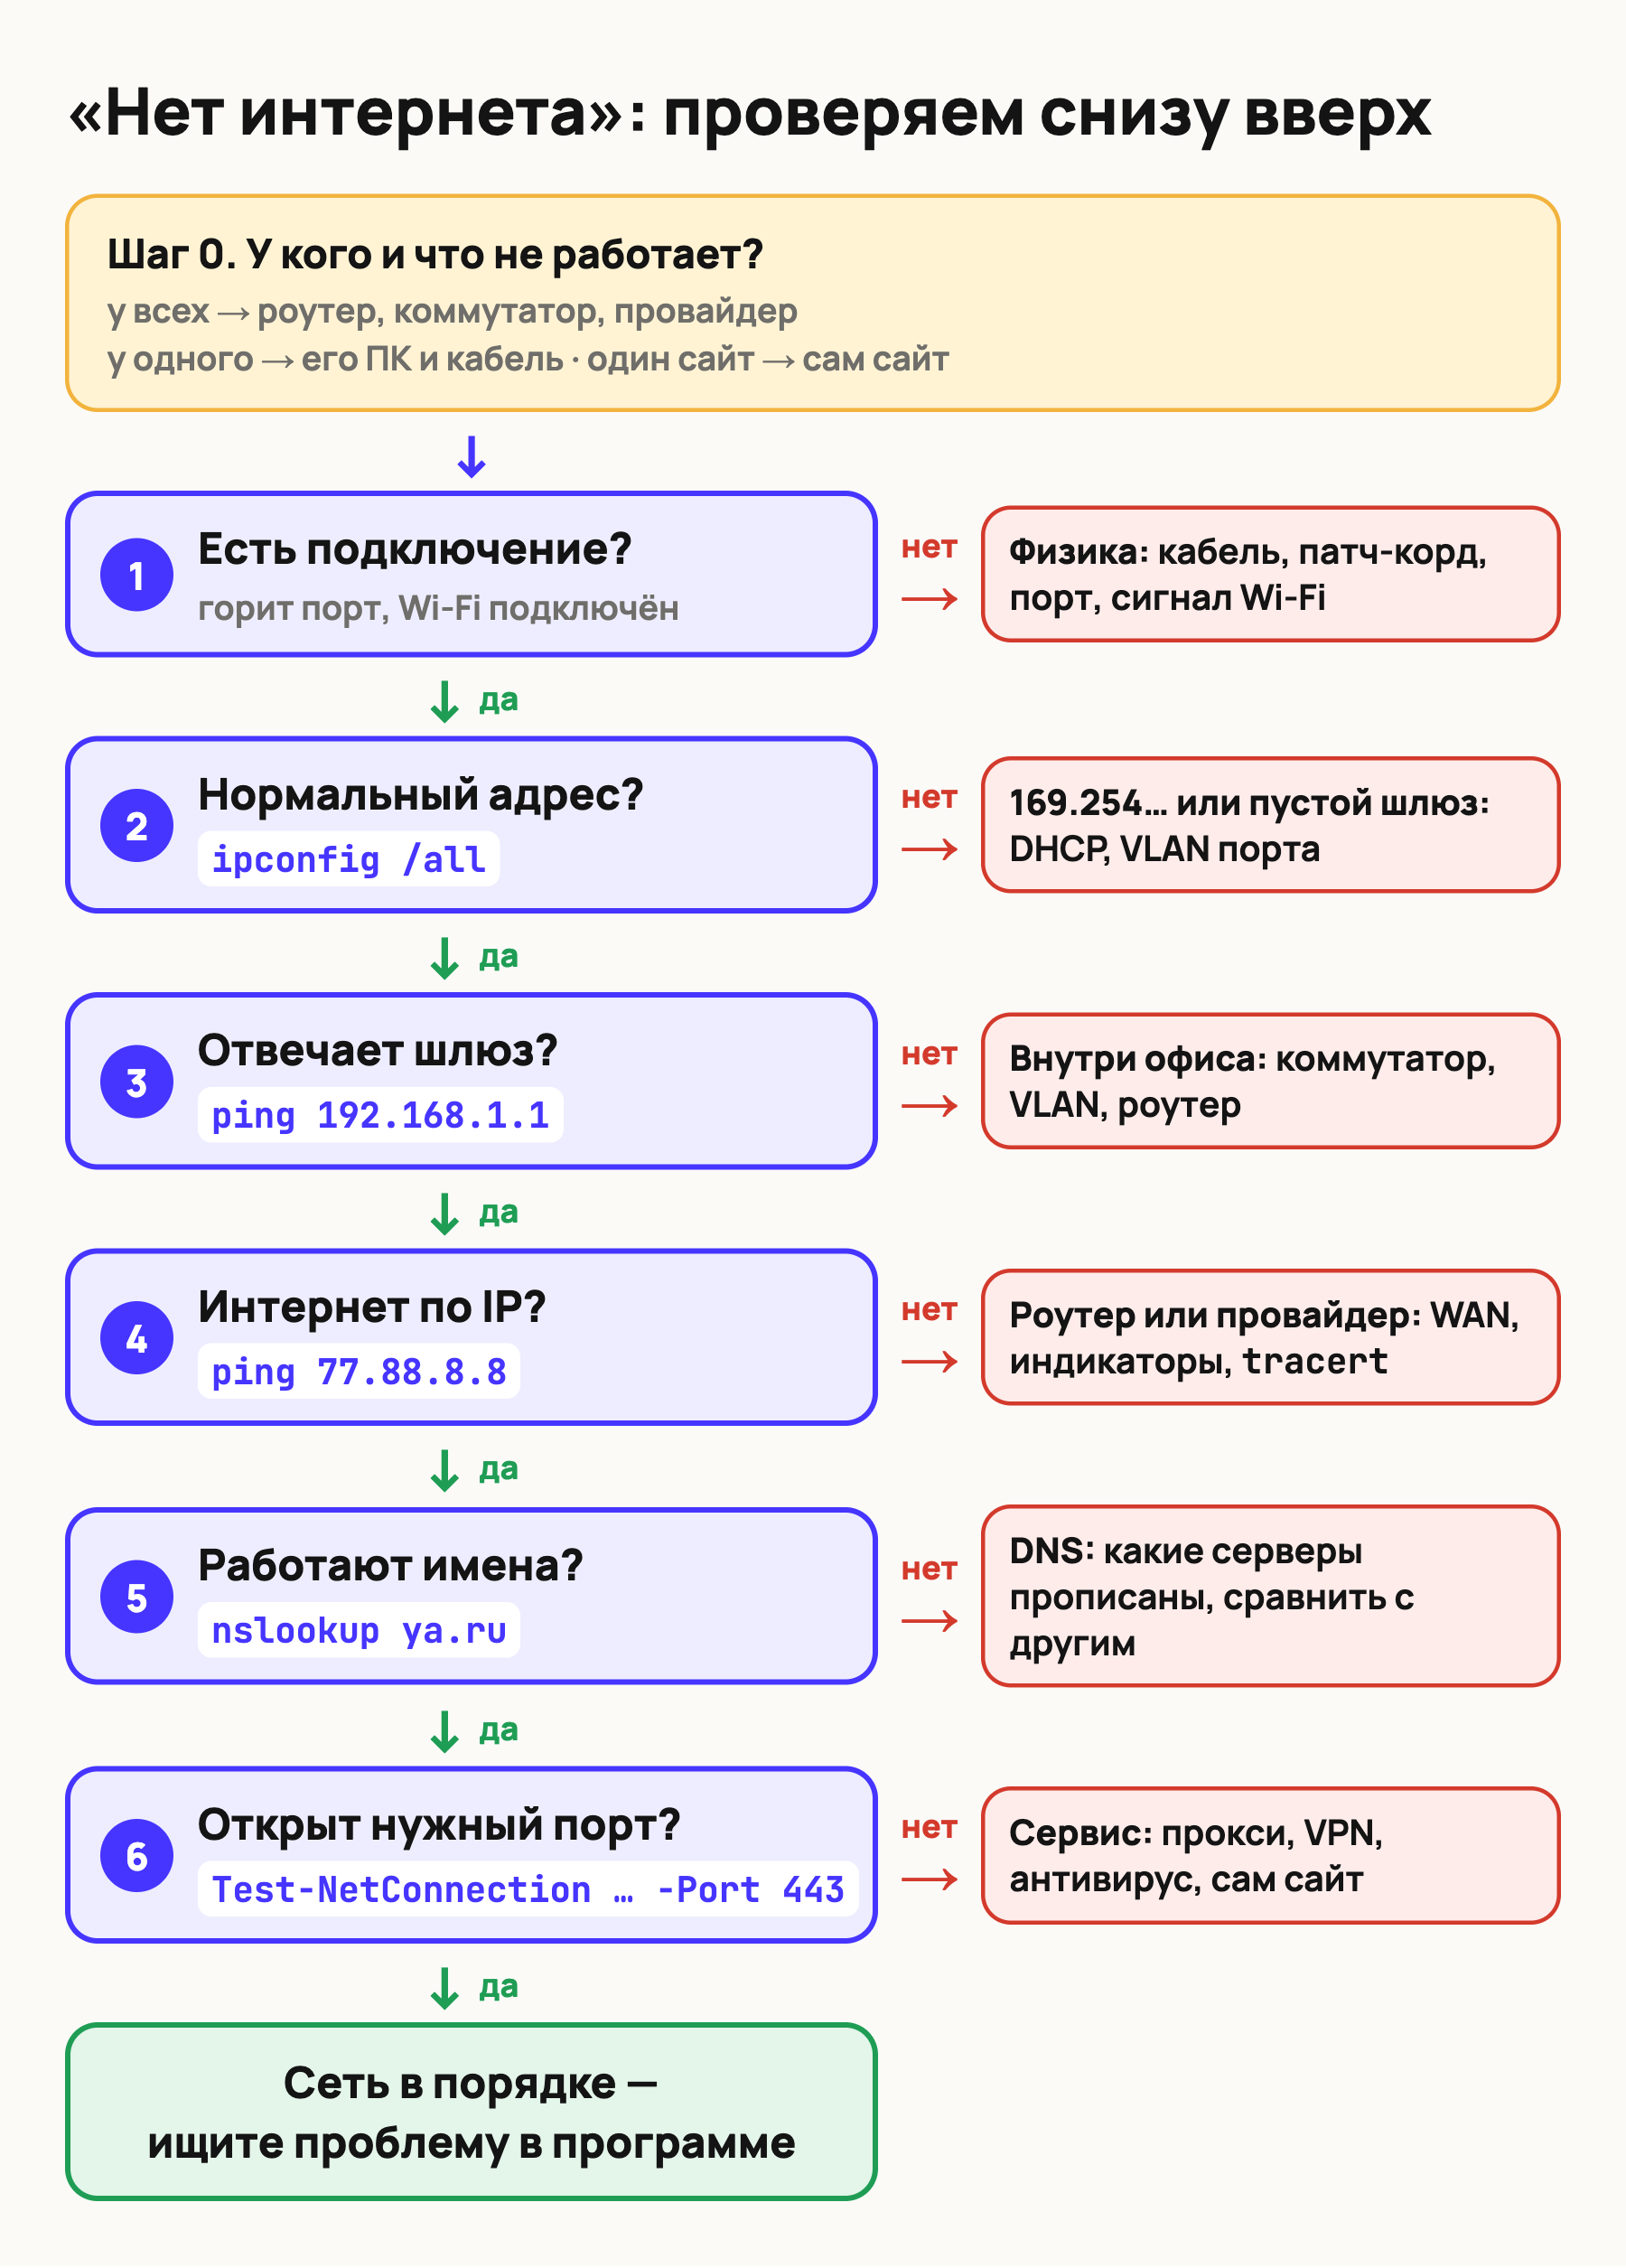 «Нет интернета»: проверяем снизу вверх
Шаг 0. У кого и что не работает?
у всех → роутер, коммутатор, провайдер
у одного → его ПК и кабель · один сайт → сам сайт
↓
1
Есть подключение?
горит порт, Wi-Fi подключён
нет
→
Физика: кабель, патч-корд,
порт, сигнал Wi-Fi
↓ да
2
Нормальный адрес?
ipconfig /all
нет
→
169.254… или пустой шлюз:
DHCP, VLAN порта
↓ да
3
Отвечает шлюз?
ping 192.168.1.1
нет
→
Внутри офиса: коммутатор,
VLAN, роутер
↓ да
4
Интернет по IP?
ping 77.88.8.8
нет
→
Роутер или провайдер: WAN,
индикаторы, tracert
↓ да
5
Работают имена?
nslookup ya.ru
нет
→
DNS: какие серверы
прописаны, сравнить с
другим
↓ да
6
Открыт нужный порт?
Test-NetConnection … -Port 443
нет
→
Сервис: прокси, VPN,
антивирус, сам сайт
↓ да
Сеть в порядке —
ищите проблему в программе